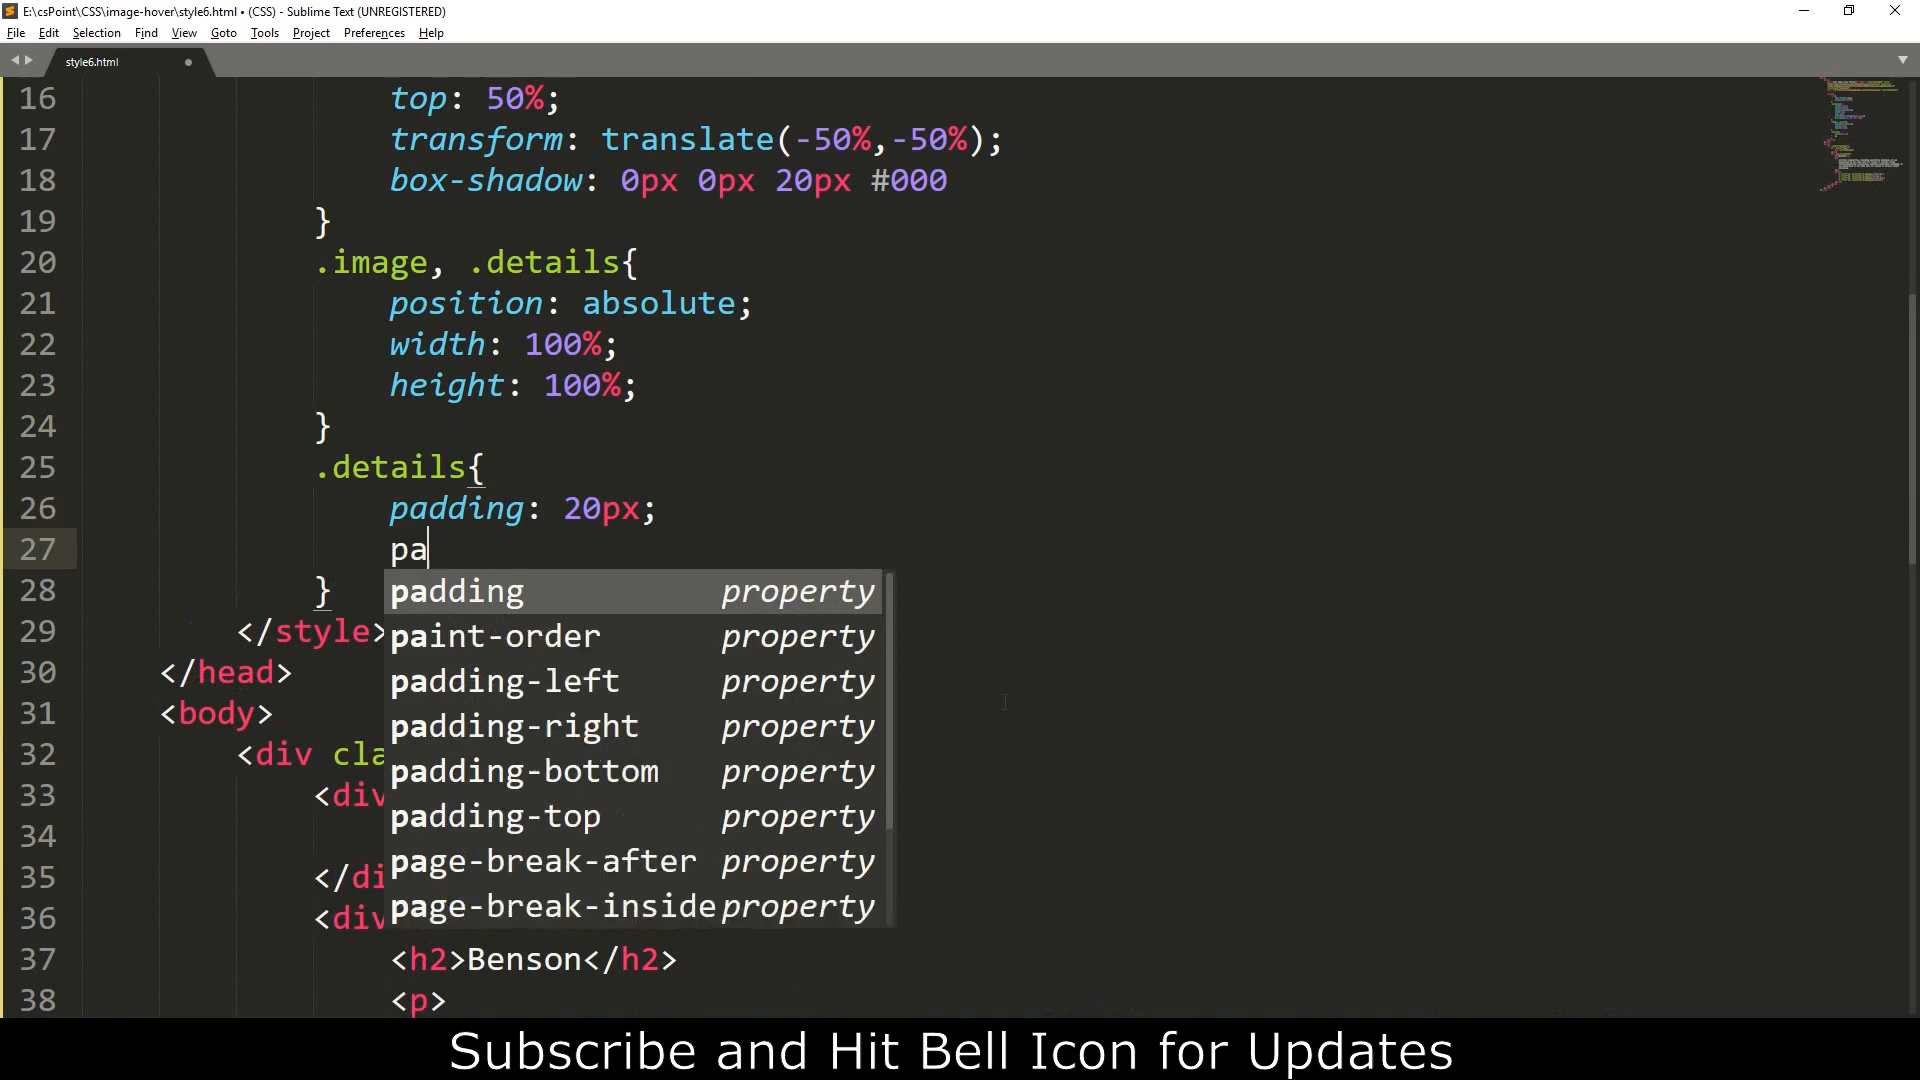 E:\csPoint\CSS\image-hover\style6.html • (CSS) - Sublime Text (UNREGISTERED)
File Edit Selection Find View Goto Tools Project Preferences Help
style6.html
16 top: 50%;
17 transform: translate(-50%,-50%);
18 box-shadow: 0px 0px 20px #000
19 }
20 .image, .details{
21 position: absolute;
22 width: 100%;
23 height: 100%;
24 }
25 .details{
26 padding: 20px;
27 pa
28 } padding property
29 </style> paint-order property
padding-left property
30 </head>
31 <body> padding-right property
32 <div cla padding-bottom property
33 <div padding-top property
34
35 </di page-break-after property
36 <div page-break-inside property
37 <h2>Benson</h2>
38 <p>
Subscribe and Hit Bell Icon for Updates